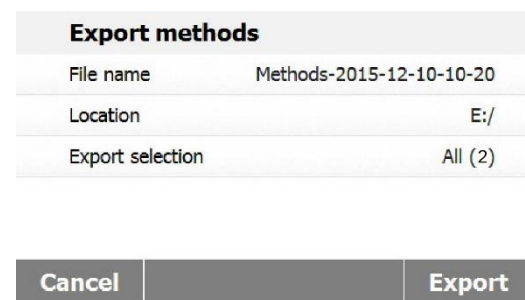 Export methods
File name Methods-2015-12-10-10-20
Location E:/
Export selection All (2)
Cancel Export